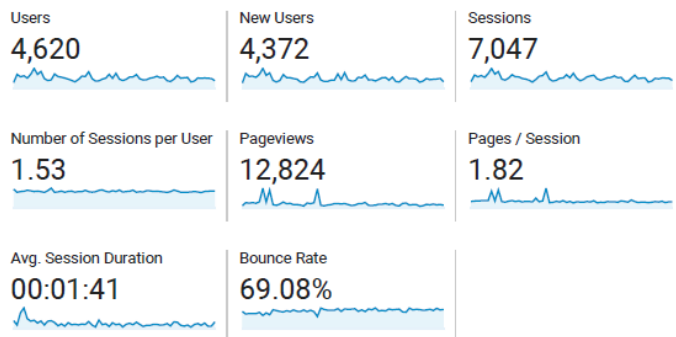 Users
4,620
New Users
4,372
Sessions
7,047
Number of Sessions per User
1.53
Pageviews
12,824
Pages / Session
1.82
Avg. Session Duration
00:01:41
Bounce Rate
69.08%